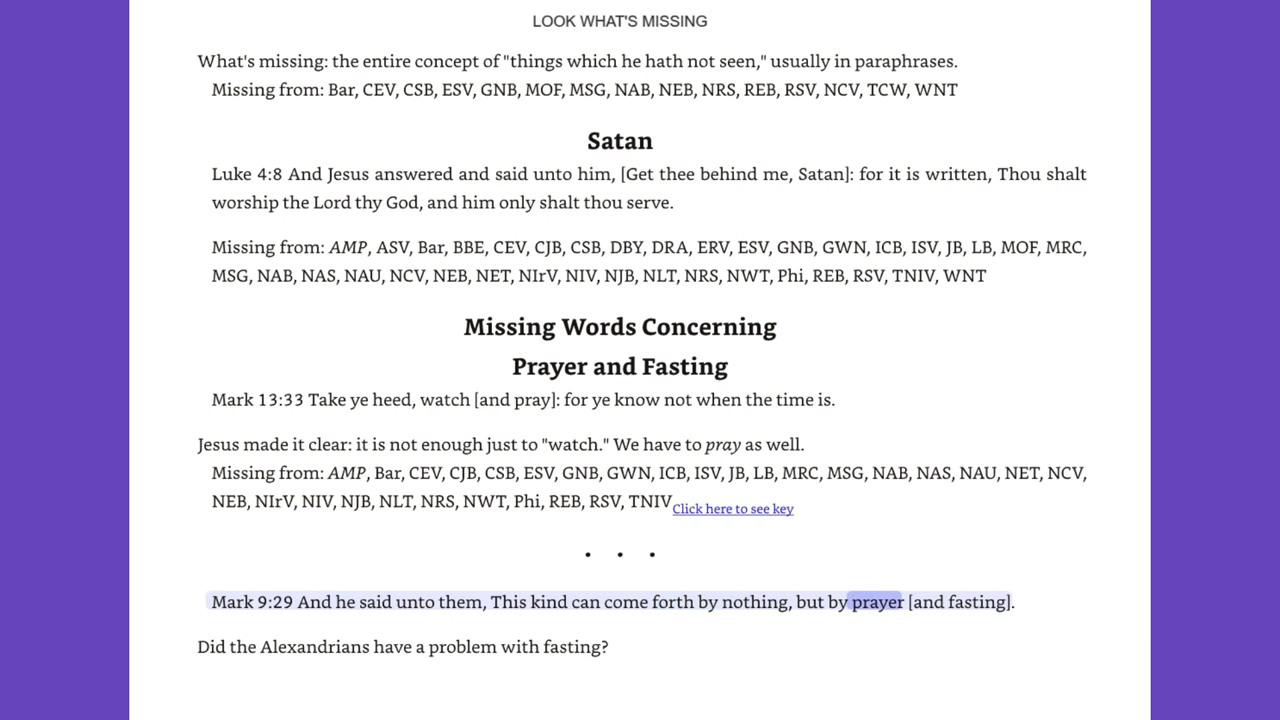 LOOK WHAT'S MISSING
What's missing: the entire concept of "things which he hath not seen," usually in paraphrases.
Missing from: Bar, CEV, CSB, ESV, GNB, MOF, MSG, NAB, NEB, NRS, REB, RSV, NCV, TCW, WNT
Satan
Luke 4:8 And Jesus answered and said unto him, [Get thee behind me, Satan]: for it is written, Thou shalt
worship the Lord thy God, and him only shalt thou serve.
Missing from: AMP, ASV, Bar, BBE, CEV, CJB, CSB, DBY, DRA, ERV, ESV, GNB, GWN, ICB, ISV, JB, LB, MOF, MRC,
MSG, NAB, NAS, NAU, NCV, NEB, NET, NIrV, NIV, NJB, NLT, NRS, NWT, Phi, REB, RSV, TNIV, WNT
Missing Words Concerning
Prayer and Fasting
Mark 13:33 Take ye heed, watch [and pray]: for ye know not when the time is.
Jesus made it clear: it is not enough just to "watch." We have to pray as well.
Missing from: AMP, Bar, CEV, CJB, CSB, ESV, GNB, GWN, ICB, ISV, JB, LB, MRC, MSG, NAB, NAS, NAU, NET, NCV,
NEB, NIrV, NIV, NJB, NLT, NRS, NWT, Phi, REB, RSV, TNIV Click here to see key
• • •
Mark 9:29 And he said unto them, This kind can come forth by nothing, but by prayer [and fasting].
Did the Alexandrians have a problem with fasting?